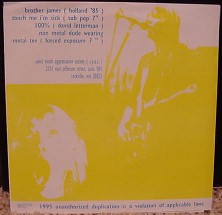 brother james ( holland '85 )
touch me i'm sick ( sub pop 7" )
100% ( david letterman )
non metal dude wearing
metal tee ( forced exposure 7" )
1995 unauthorized duplication is a violation of applicable laws